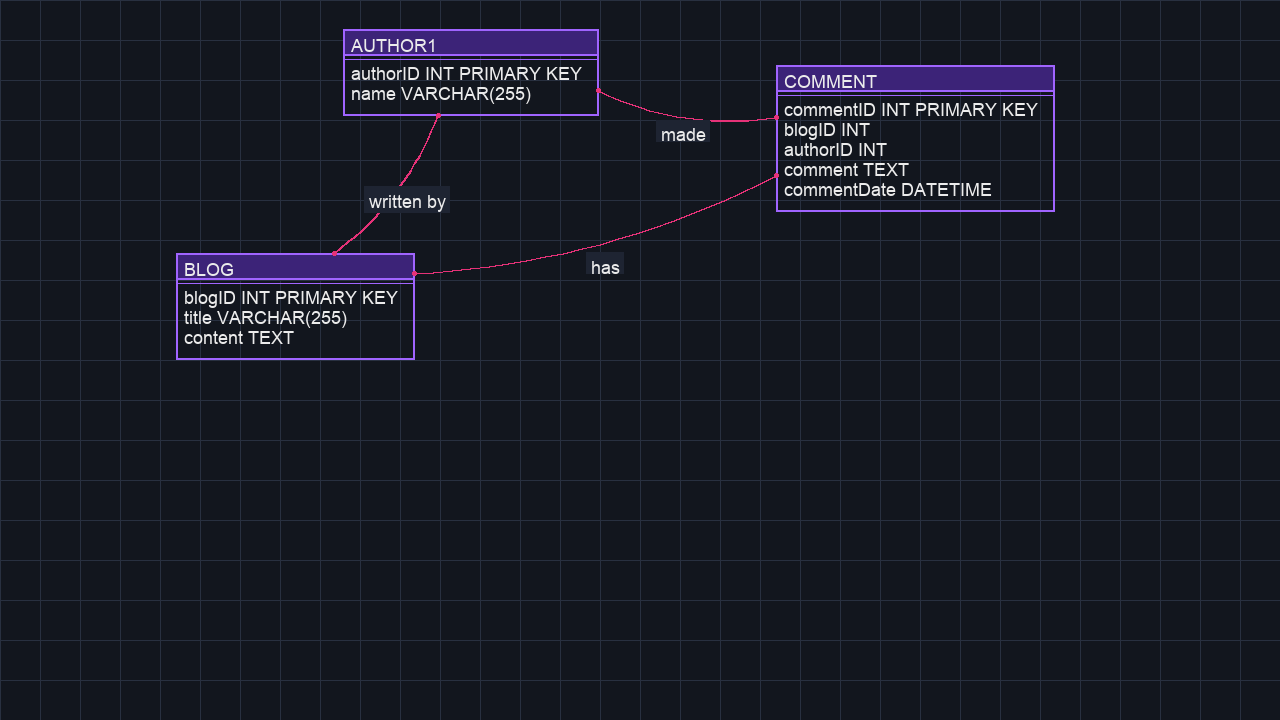 AUTHOR1
authorID INT PRIMARY KEY
name VARCHAR(255)
COMMENT
commentID INT PRIMARY KEY
blogID INT
authorID INT
comment TEXT
commentDate DATETIME
made
written by
has
BLOG
blogID INT PRIMARY KEY
title VARCHAR(255)
content TEXT